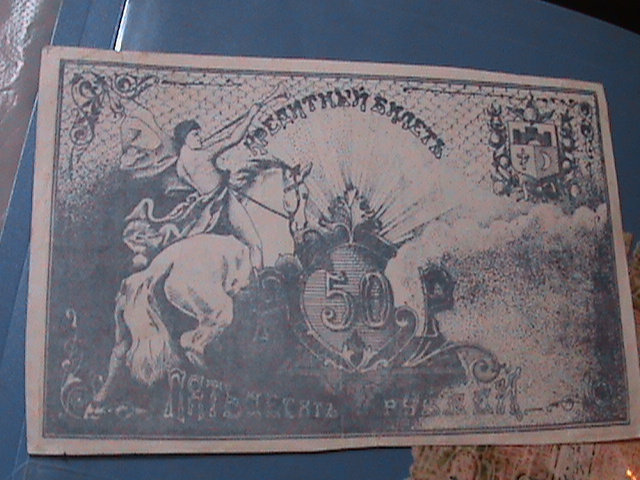 КРЕДИТНЫЙ БИЛЕТЪ
50
ПЯТЬДЕСЯТЪ РУБЛЕЙ